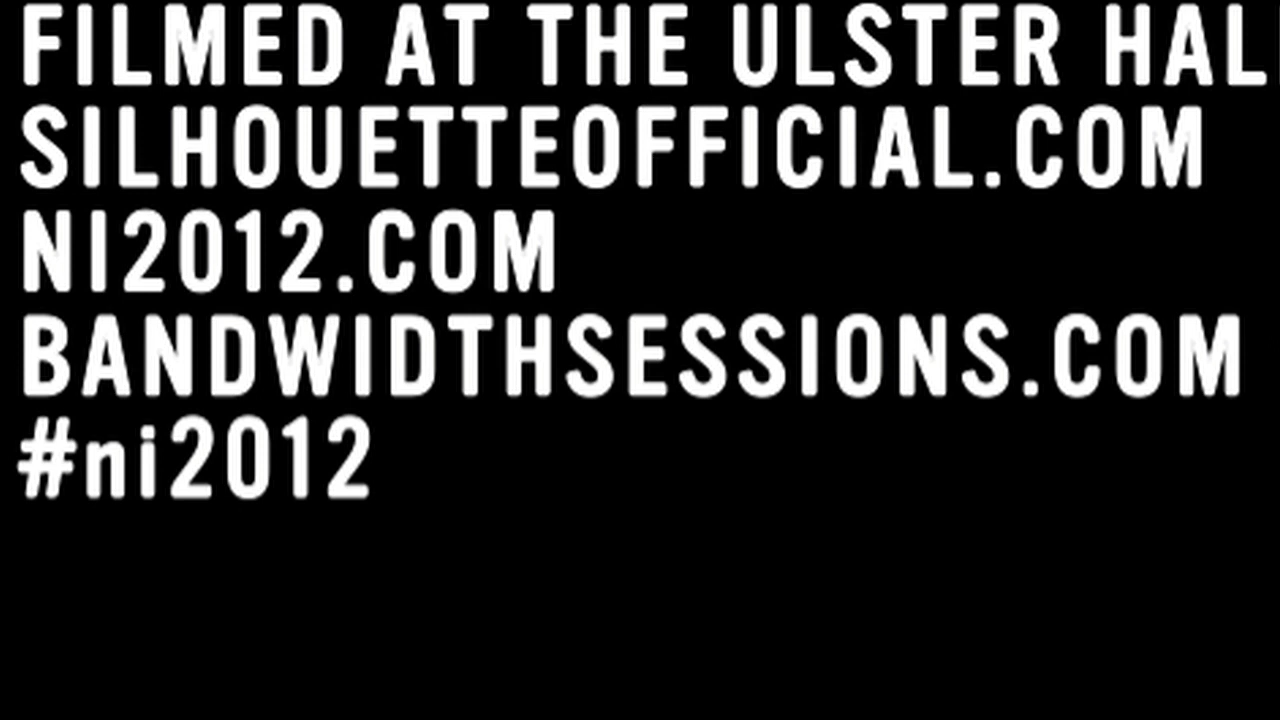 FILMED AT THE ULSTER HAL
SILHOUETTEOFFICIAL.COM
NI2012.COM
BANDWIDTHSESSIONS.COM
#ni2012